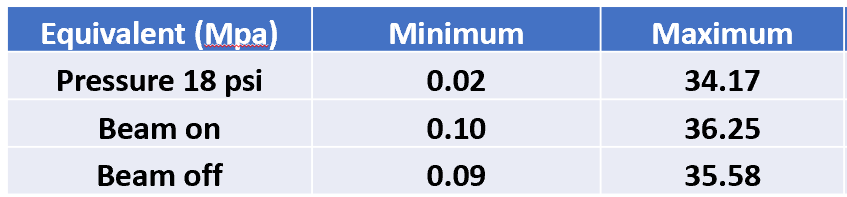 Equivalent (Mpa) Minimum Maximum
Pressure 18 psi 0.02 34.17
Beam on 0.10 36.25
Beam off 0.09 35.58